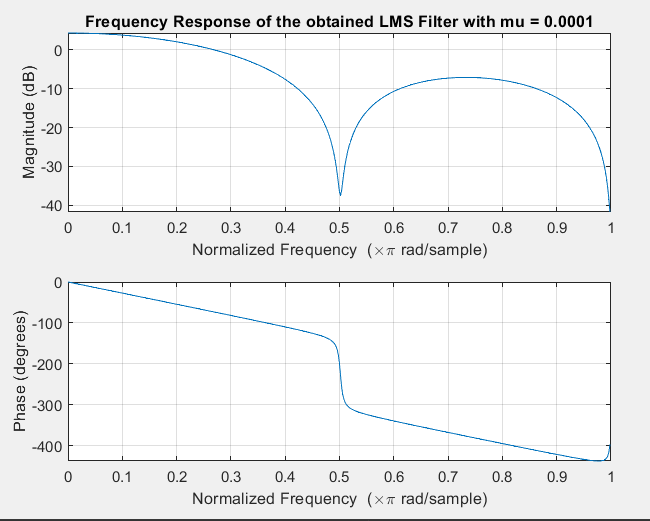 Frequency Response of the obtained LMS Filter with mu = 0.0001
Magnitude (dB)
0
-10
-20
-30
-40
0 0.1 0.2 0.3 0.4 0.5 0.6 0.7 0.8 0.9 1
Normalized Frequency (×π rad/sample)
Phase (degrees)
0
-100
-200
-300
-400
0 0.1 0.2 0.3 0.4 0.5 0.6 0.7 0.8 0.9 1
Normalized Frequency (×π rad/sample)